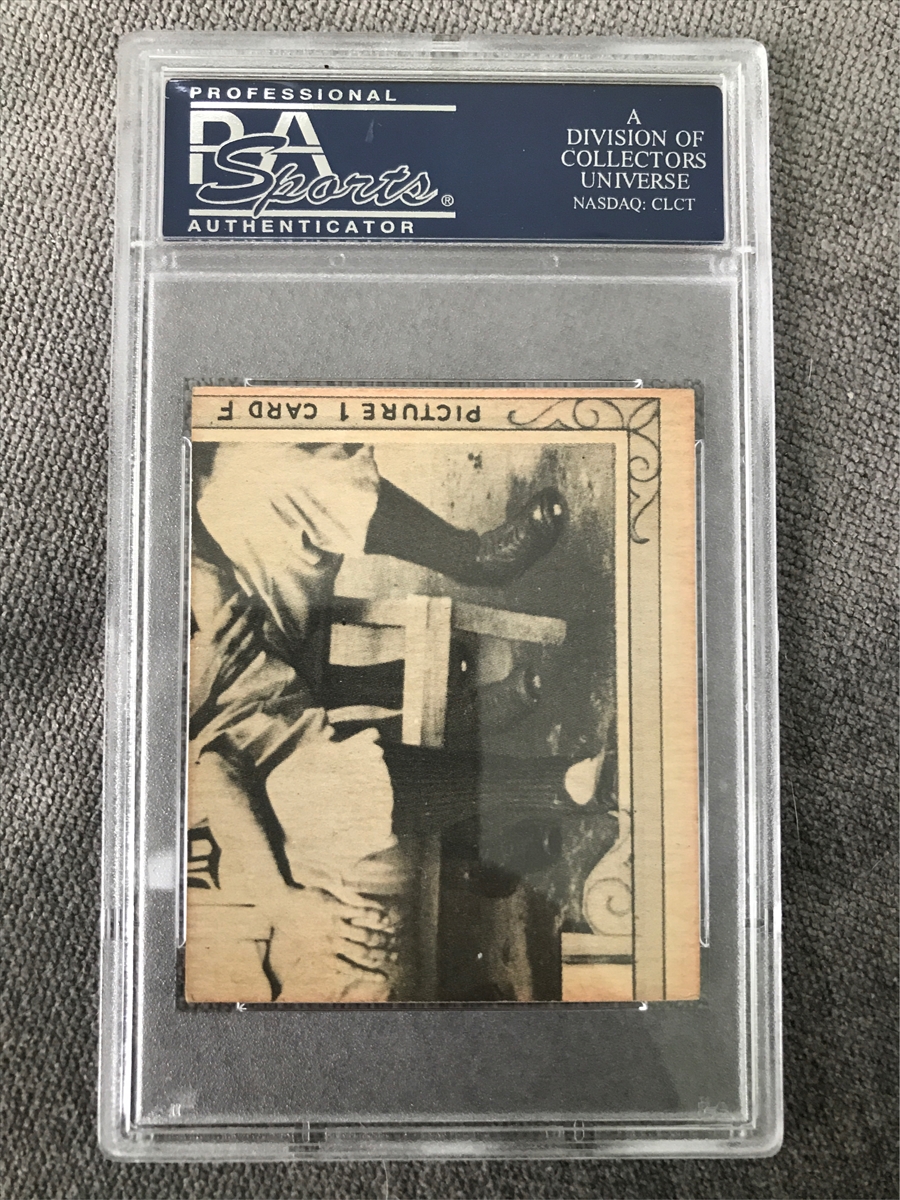 PROFESSIONAL
PSA
Sports®
AUTHENTICATOR
A
DIVISION OF
COLLECTORS
UNIVERSE
NASDAQ: CLCT
PICTURE 1 CARD F
D